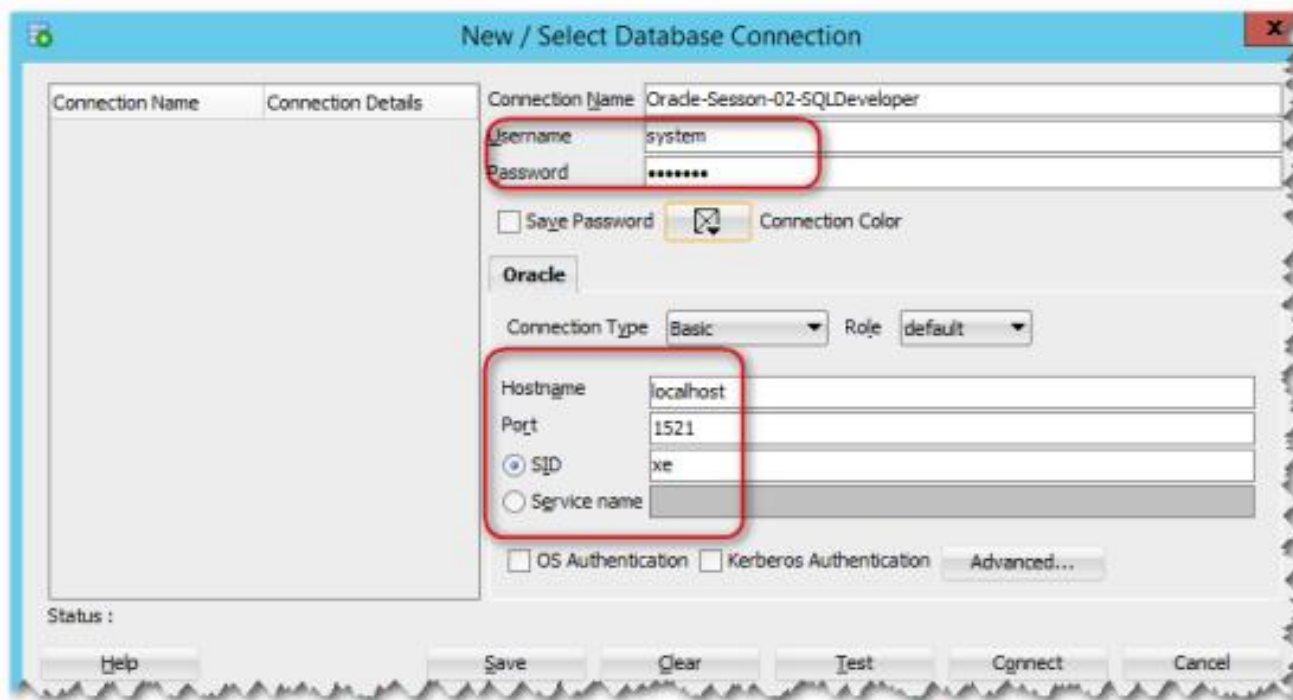 New / Select Database Connection
x
Connection Name Connection Details
Connection Name Oracle-Sesson-02-SQLDeveloper
Username system
Password •••••••
Save Password Connection Color
Oracle
Connection Type Basic Role default
Hostname localhost
Port 1521
SID xe
Service name
OS Authentication Kerberos Authentication Advanced...
Status :
Help Save Clear Test Connect Cancel